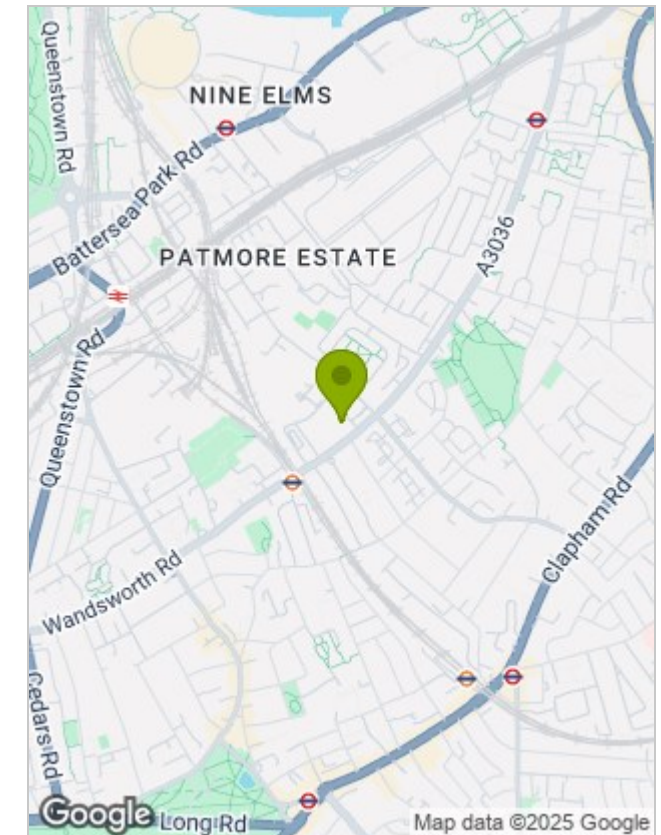 Queenstown Rd
NINE ELMS
Battersea Park Rd
A3036
PATMORE ESTATE
Queenstown Rd
Clapham Rd
Wandsworth Rd
Cedars Rd
Google
Long Rd
Map data ©2025 Google